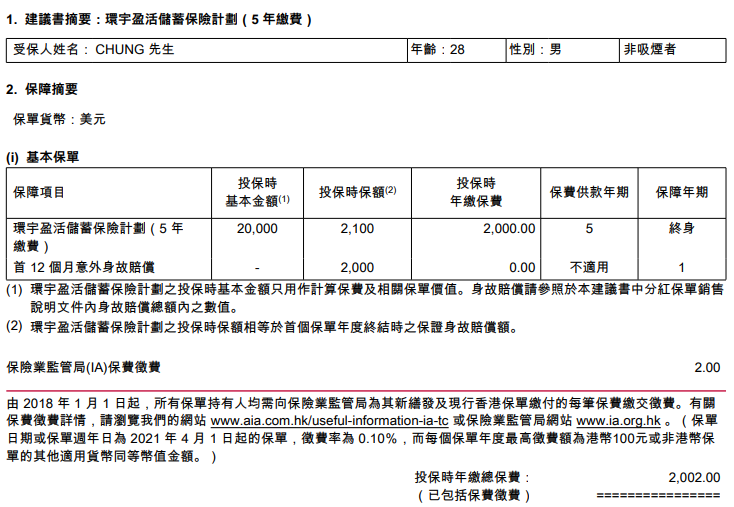 1. 建議書摘要：環宇盈活儲蓄保險計劃 ( 5 年繳費 )
受保人姓名： CHUNG 先生 年齡：28 性別：男 非吸煙者
2. 保障摘要
保單貨幣：美元
(i) 基本保單
保障項目 投保時基本金額(1) 投保時保額(2) 投保時年繳保費 保費供款年期 保障年期
環宇盈活儲蓄保險計劃 ( 5 年繳費 ) 20,000 2,100 2,000.00 5 終身
首 12 個月意外身故賠償 - 2,000 0.00 不適用 1
(1) 環宇盈活儲蓄保險計劃之投保時基本金額只用作計算保費及相關保單價值。身故賠償請參照於本建議書中分紅保單銷售
說明文件內身故賠償總額內之數值。
(2) 環宇盈活儲蓄保險計劃之投保時保額相等於首個保單年度終結時之保證身故賠償額。
保險業監管局(IA)保費徵費 2.00
由 2018 年 1 月 1 日起，所有保單持有人均需向保險業監管局為其新繕發及現行香港保單繳付的每筆保費繳交徵費。有關
保費徵費詳情，請瀏覽我們的網站 www.aia.com.hk/useful-information-ia-tc 或保險業監管局網站 www.ia.org.hk 。 ( 保單
日期或保單週年日為 2021 年 4 月 1 日起的保單，徵費率為 0.10%，而每個保單年度最高徵費額為港幣100元或非港幣保
單的其他適用貨幣同等幣值金額。 )
投保時年繳總保費： 2,002.00
( 已包括保費徵費 ) ================